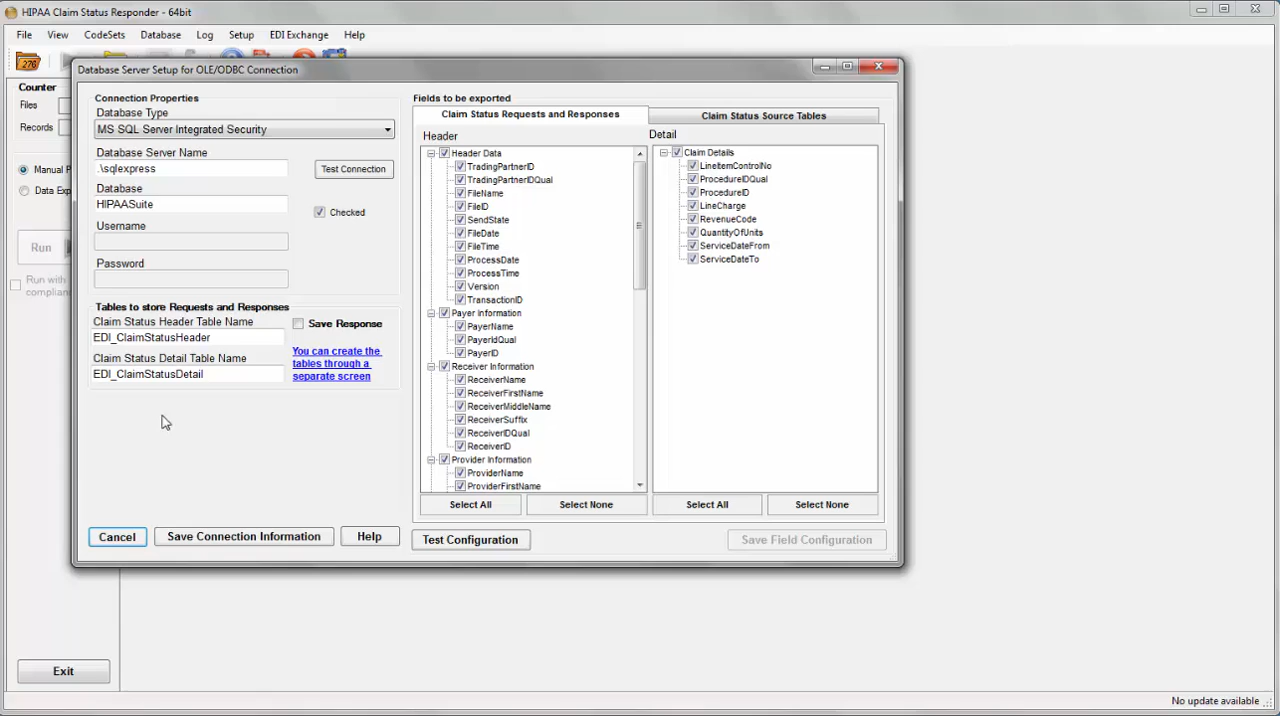 HIPAA Claim Status Responder - 64bit
File View CodeSets Database Log Setup EDI Exchange Help
276
Database Server Setup for OLE/ODBC Connection
Counter
Files
Records
Manual P
Data Exp
Run
Run with
complian
Exit
Connection Properties
Database Type
MS SQL Server Integrated Security
Database Server Name
.\sqlexpress
Test Connection
Database
HIPAASuite
Checked
Username
Password
Tables to store Requests and Responses
Claim Status Header Table Name
Save Response
EDI_ClaimStatusHeader
Claim Status Detail Table Name
EDI_ClaimStatusDetail
You can create the
tables through a
separate screen
Cancel
Save Connection Information
Help
Fields to be exported
Claim Status Requests and Responses
Claim Status Source Tables
Header
Header Data
TradingPartnerID
TradingPartnerIDQual
FileName
FileID
SendState
FileDate
FileTime
ProcessDate
ProcessTime
Version
TransactionID
Payer Information
PayerName
PayerIdQual
PayerID
Receiver Information
ReceiverName
ReceiverFirstName
ReceiverMiddleName
ReceiverSuffix
ReceiverIDQual
ReceiverID
Provider Information
ProviderName
ProviderFirstName
Select All
Select None
Detail
Claim Details
LineItemControlNo
ProcedureIDQual
ProcedureID
LineCharge
RevenueCode
QuantityOfUnits
ServiceDateFrom
ServiceDateTo
Select All
Select None
Test Configuration
Save Field Configuration
No update available